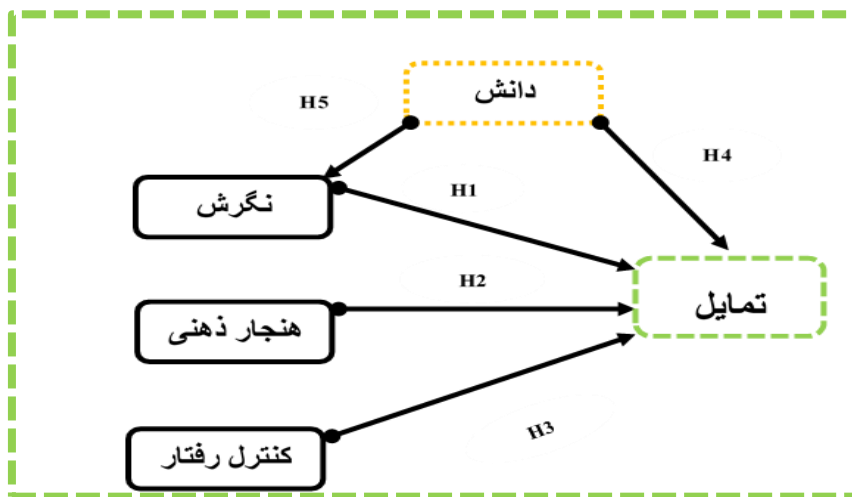 دانش
H5
H4
نگرش
H1
H2
هنجار ذهنی
تمایل
کنترل رفتار
H3